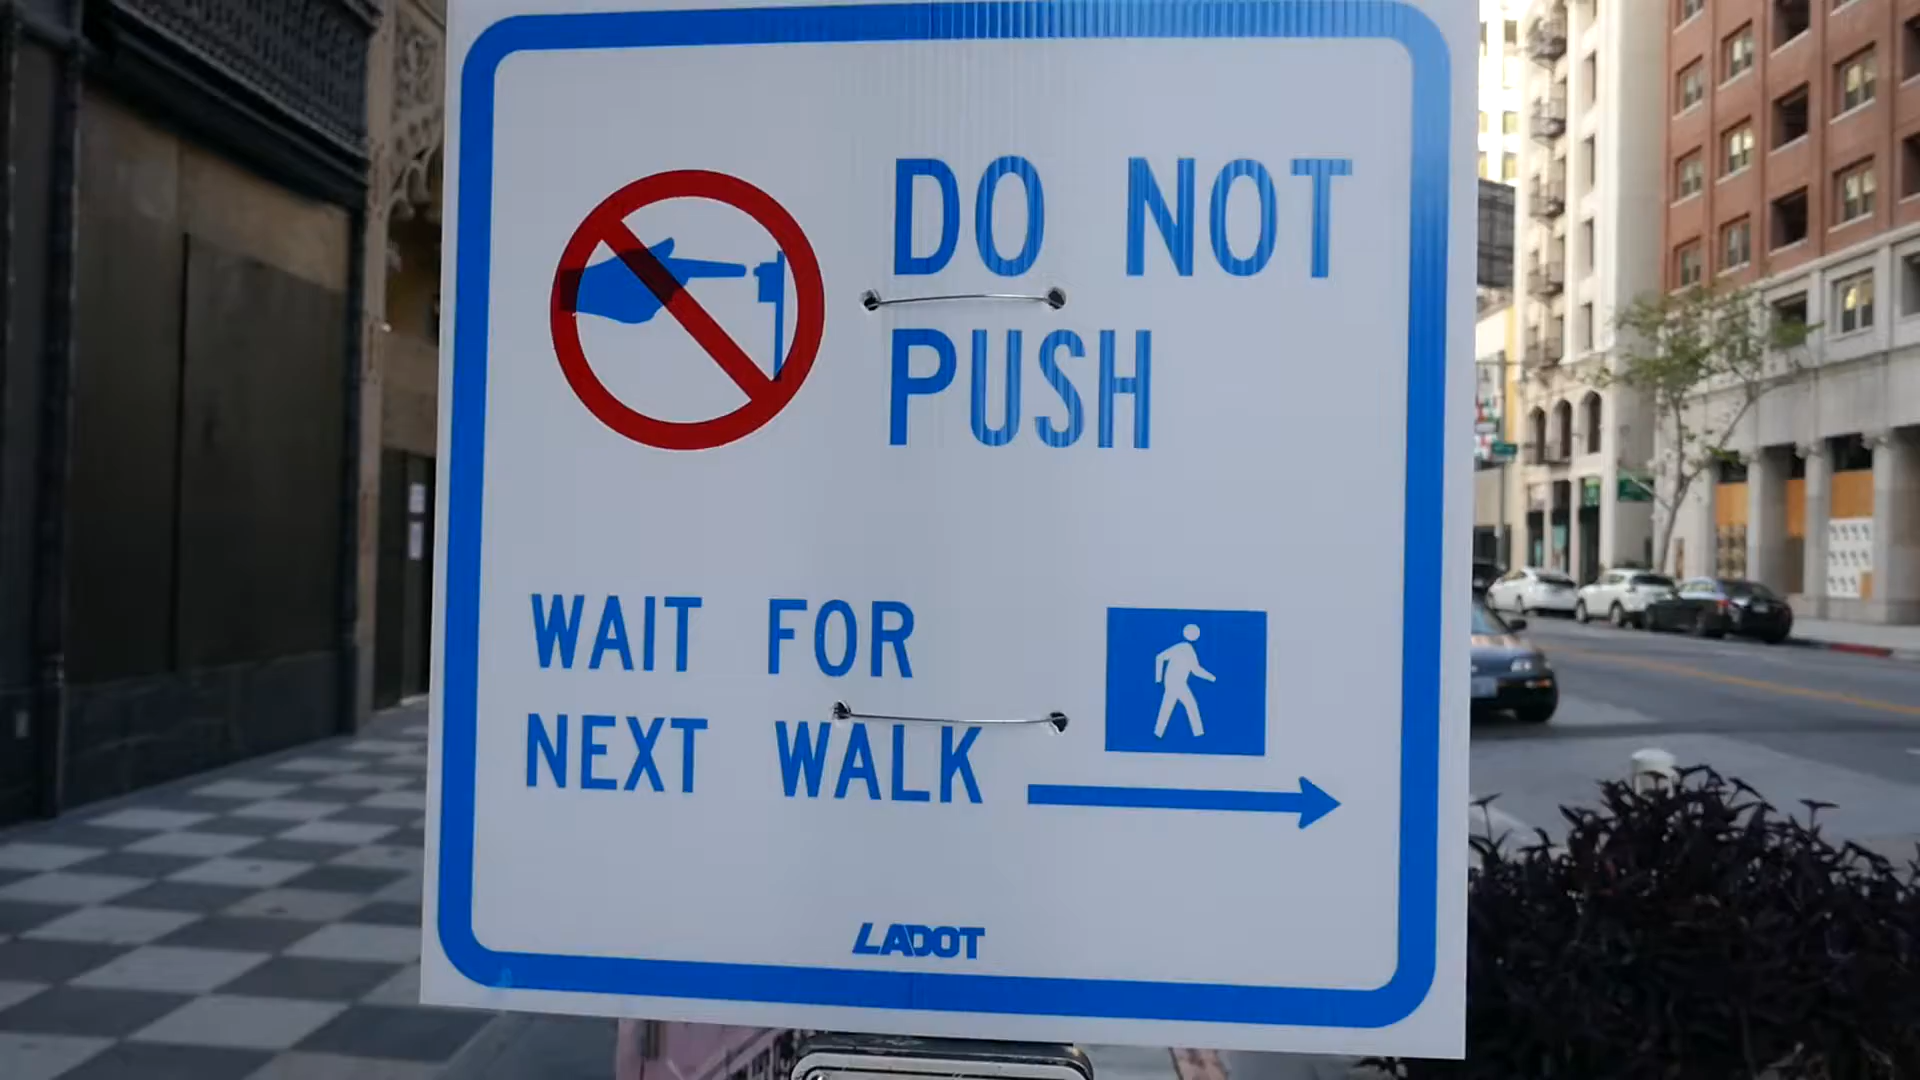 DO NOT
PUSH
WAIT FOR
NEXT WALK
LADOT